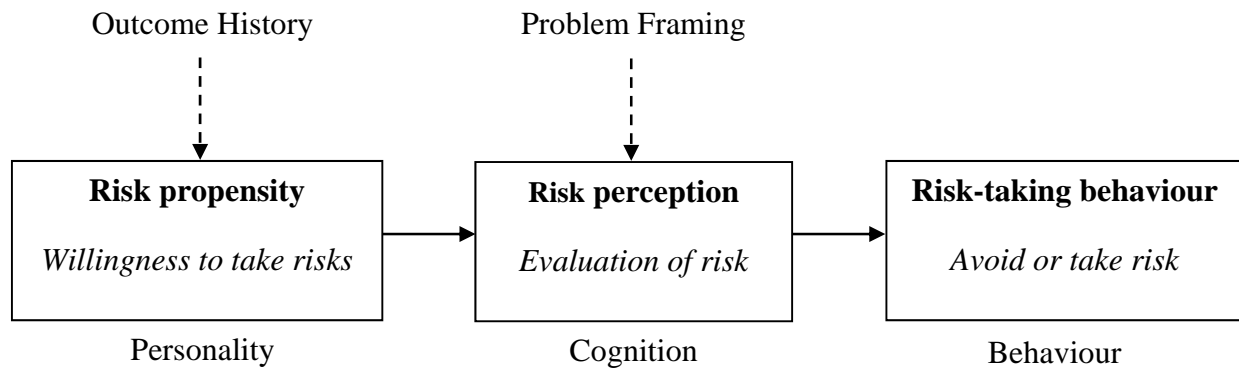 Outcome History
Problem Framing
Risk propensity
Willingness to take risks
Risk perception
Evaluation of risk
Risk-taking behaviour
Avoid or take risk
Personality
Cognition
Behaviour